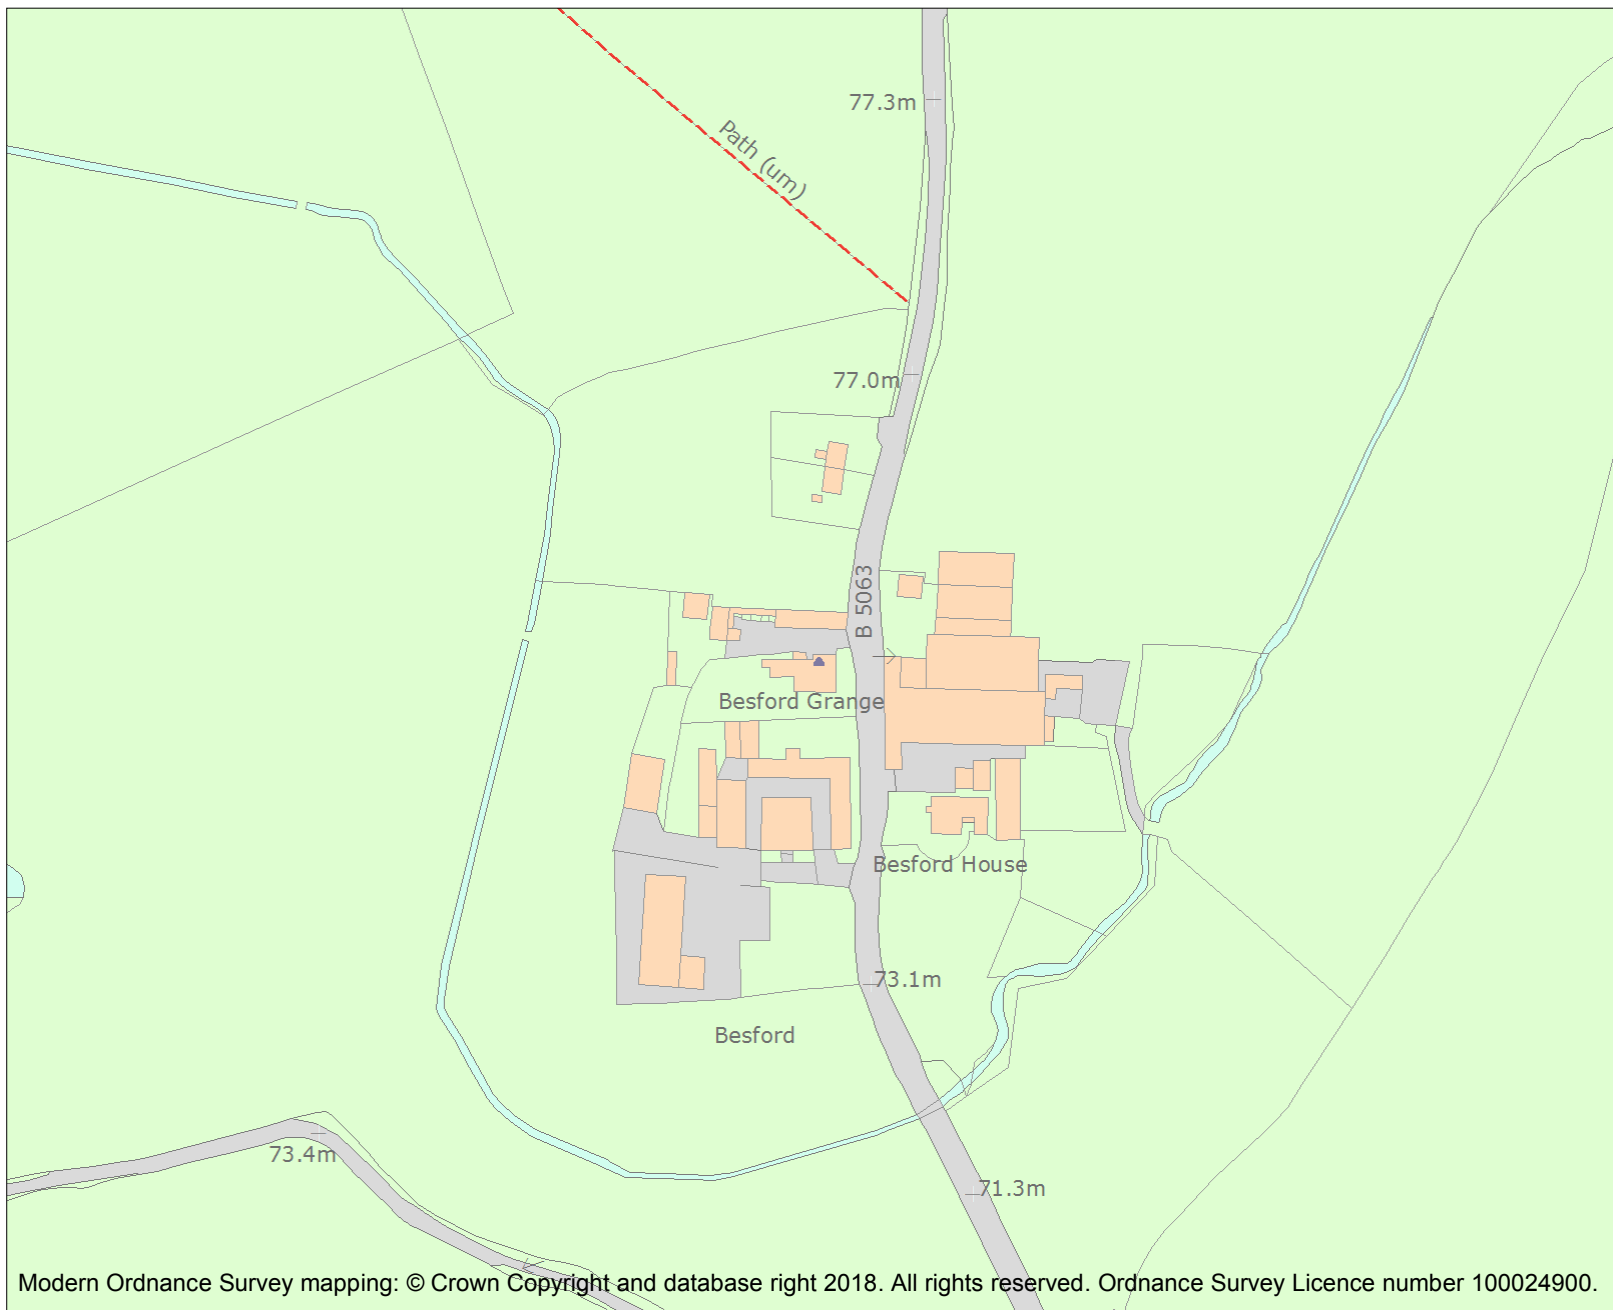 77.3m
Path (um)
77.0m
B 5063
Besford Grange
Besford House
73.1m
Besford
73.4m
71.3m
Modern Ordnance Survey mapping: © Crown Copyright and database right 2018. All rights reserved. Ordnance Survey Licence number 100024900.